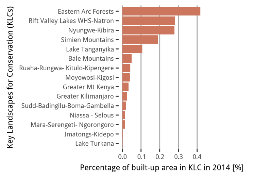 Key Landscapes for Conservation (KLCs)
Eastern Arc Forests
Rift Valley Lakes WHS-Natron
Nyungwe-Kibira
Simien Mountains
Lake Tanganyika
Bale Mountains
Ruaha-Rungwa- Kitulo-Kipengere
Moyowosi-Kigosi
Greater Mt Kenya
Greater Kilimanjaro
Sudd-Badingilu-Boma-Gambella
Niassa - Selous
Mara-Serengeti- Ngorongoro
Imatongs-Kidepo
Lake Turkana
0.0 0.1 0.2 0.3 0.4
Percentage of built-up area in KLC in 2014 [%]